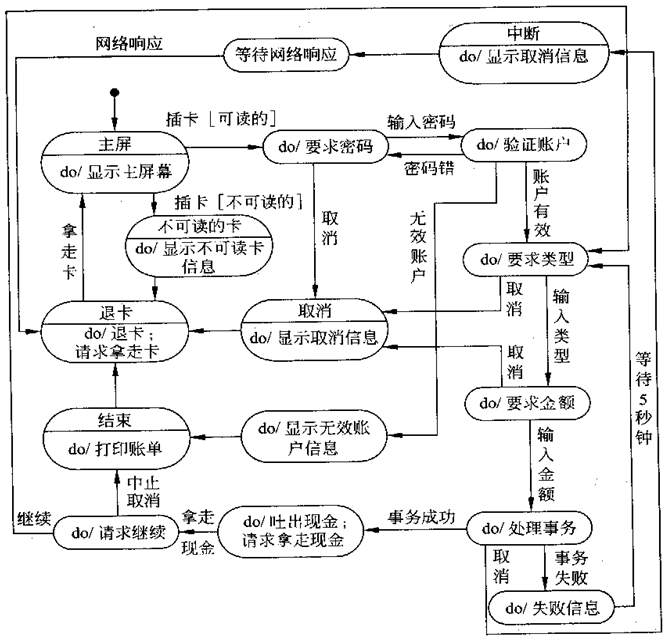 网络响应
等待网络响应
中断
do/显示取消信息
主屏
do/显示主屏幕
插卡[可读的]
do/要求密码
输入密码
密码错
do/验证账户
插卡[不可读的]
不可读的卡
do/显示不可读卡
信息
拿走卡
取消
无效账户
账户有效
do/要求类型
退卡
do/退卡；
请求拿走卡
取消
do/显示取消信息
取消
输入类型
取消
等待5秒钟
do/要求金额
结束
do/打印账单
do/显示无效账
户信息
输入金额
中止
取消
继续
do/请求继续
拿走
现金
do/吐出现金；
请求拿走现金
事务成功
do/处理事务
取消
事务
失败
do/失败信息